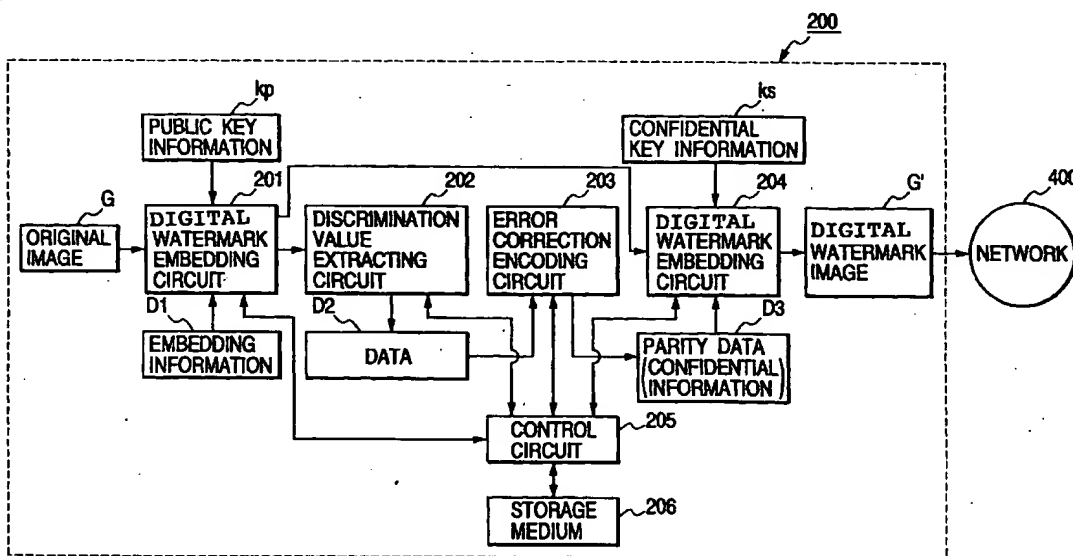 200
kp
PUBLIC KEY
INFORMATION
ks
CONFIDENTIAL
KEY INFORMATION
G
ORIGINAL
IMAGE
201
DIGITAL
WATERMARK
EMBEDDING
CIRCUIT
202
DISCRIMINATION
VALUE
EXTRACTING
CIRCUIT
203
ERROR
CORRECTION
ENCODING
CIRCUIT
204
DIGITAL
WATERMARK
EMBEDDING
CIRCUIT
G'
DIGITAL
WATERMARK
IMAGE
400
NETWORK
D1
EMBEDDING
INFORMATION
D2
DATA
D3
PARITY DATA
(CONFIDENTIAL
INFORMATION)
205
CONTROL
CIRCUIT
206
STORAGE
MEDIUM